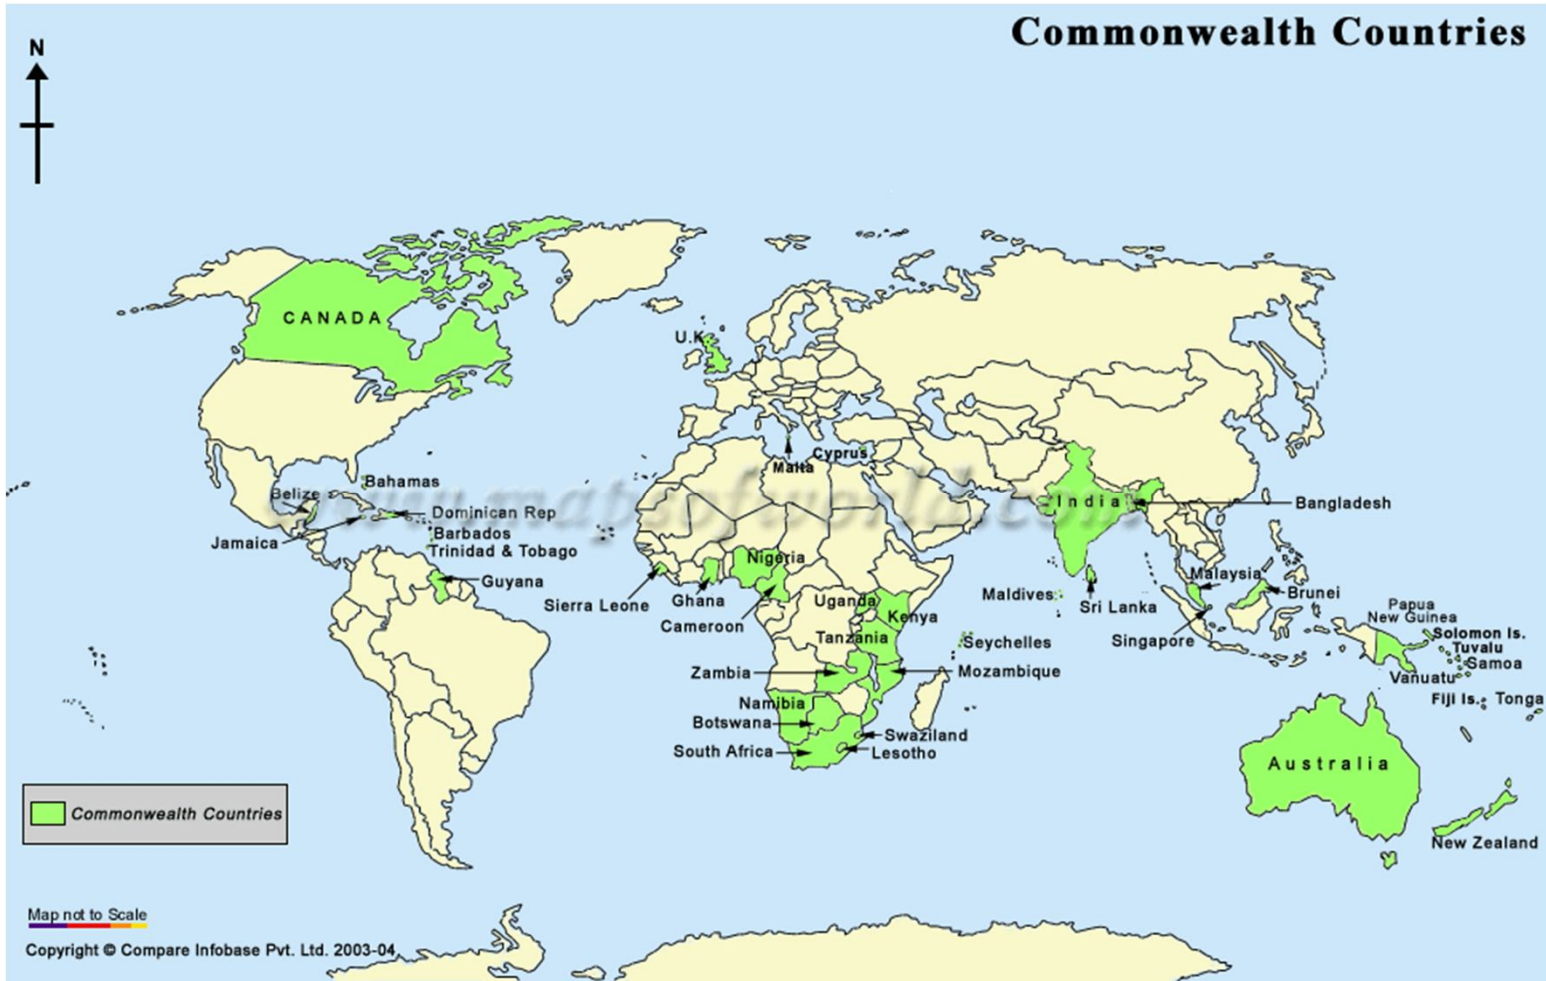 Commonwealth Countries
N
CANADA
U.K
Malta
Cyprus
Bahamas
Belize
Dominican Rep
Jamaica
Barbados
Trinidad & Tobago
Guyana
www.mapsofworld.com
India
Bangladesh
Nigeria
Sierra Leone
Ghana
Cameroon
Uganda
Kenya
Tanzania
Seychelles
Zambia
Mozambique
Namibia
Botswana
Swaziland
South Africa
Lesotho
Maldives
Sri Lanka
Malaysia
Brunei
Singapore
Papua
New Guinea
Solomon Is.
Tuvalu
Samoa
Vanuatu
Fiji Is.
Tonga
Australia
New Zealand
Commonwealth Countries
Map not to Scale
Copyright © Compare Infobase Pvt. Ltd. 2003-04